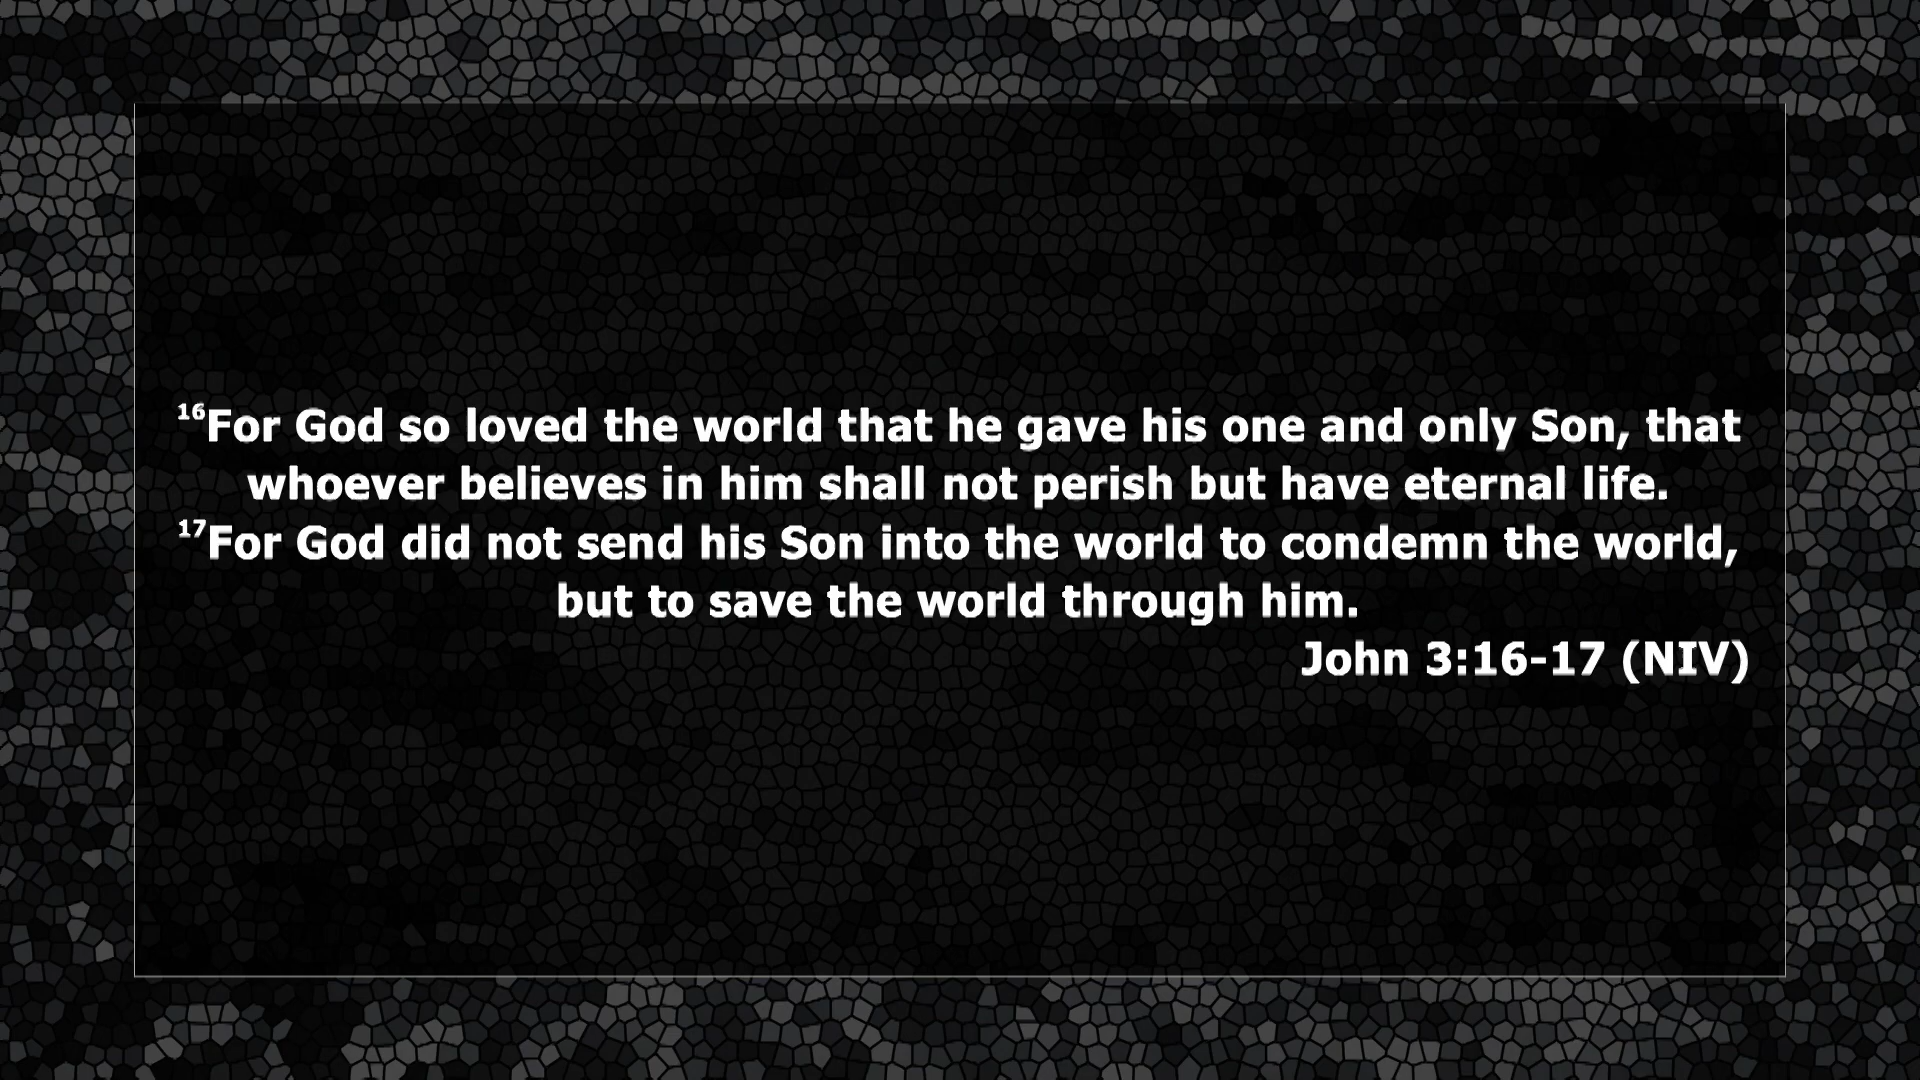 ¹⁶For God so loved the world that he gave his one and only Son, that
whoever believes in him shall not perish but have eternal life.
¹⁷For God did not send his Son into the world to condemn the world,
but to save the world through him.
John 3:16-17 (NIV)